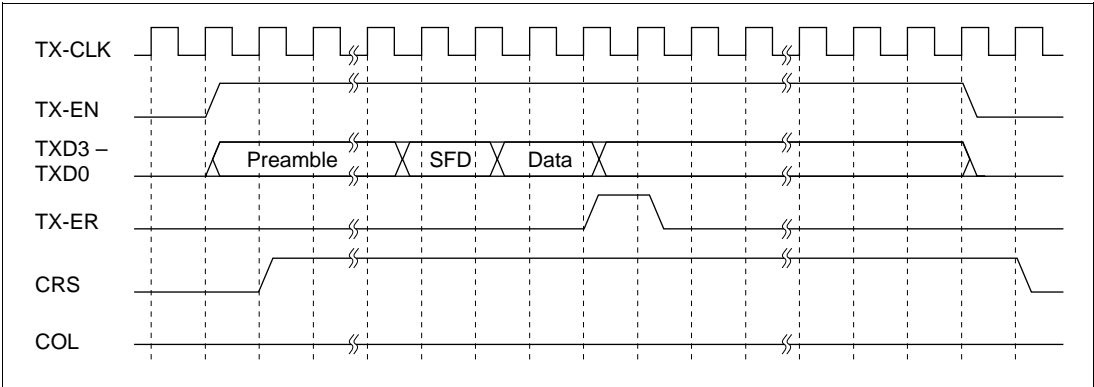 TX-CLK
TX-EN
TXD3 –
TXD0
Preamble
SFD
Data
TX-ER
CRS
COL